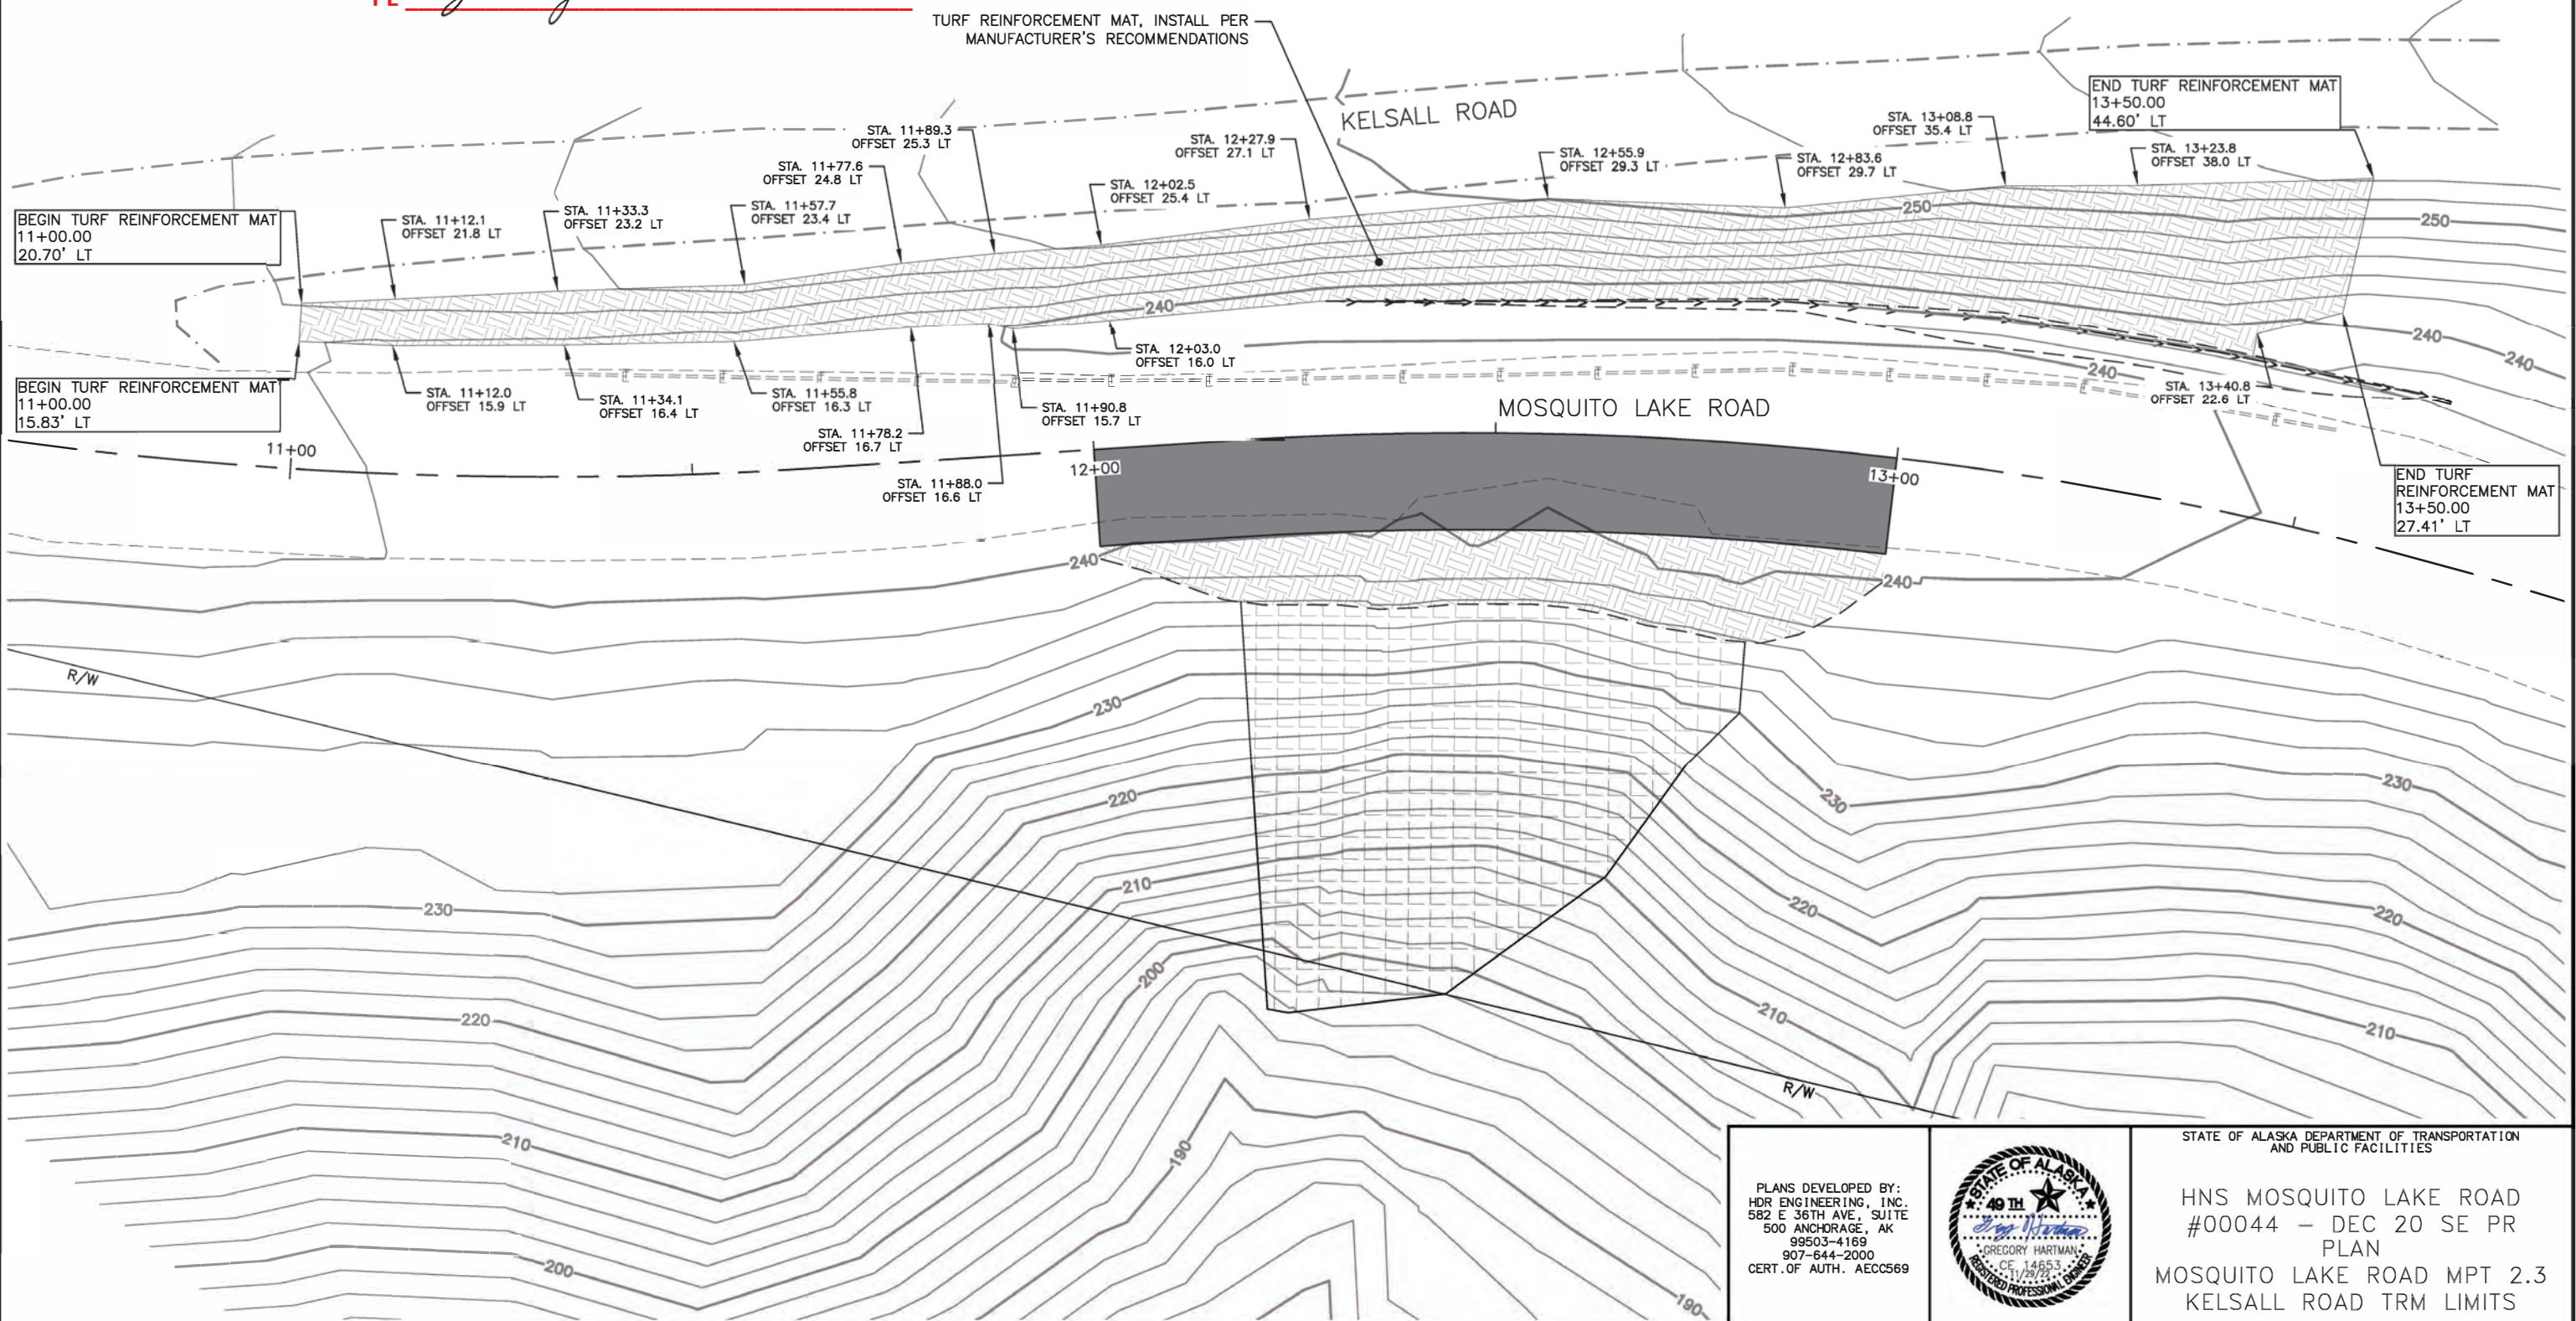 PE
TURF REINFORCEMENT MAT, INSTALL PER
MANUFACTURER'S RECOMMENDATIONS
KELSALL ROAD
END TURF REINFORCEMENT MAT
13+50.00
44.60' LT
STA. 11+89.3
OFFSET 25.3 LT
STA. 12+27.9
OFFSET 27.1 LT
STA. 13+08.8
OFFSET 35.4 LT
STA. 12+55.9
OFFSET 29.3 LT
STA. 12+83.6
OFFSET 29.7 LT
STA. 13+23.8
OFFSET 38.0 LT
STA. 11+77.6
OFFSET 24.8 LT
STA. 12+02.5
OFFSET 25.4 LT
BEGIN TURF REINFORCEMENT MAT
11+00.00
20.70' LT
STA. 11+12.1
OFFSET 21.8 LT
STA. 11+33.3
OFFSET 23.2 LT
STA. 11+57.7
OFFSET 23.4 LT
250
250
240
240
240
240
STA. 12+03.0
OFFSET 16.0 LT
BEGIN TURF REINFORCEMENT MAT
11+00.00
15.83' LT
STA. 11+12.0
OFFSET 15.9 LT
STA. 11+34.1
OFFSET 16.4 LT
STA. 11+55.8
OFFSET 16.3 LT
STA. 11+78.2
OFFSET 16.7 LT
STA. 11+90.8
OFFSET 15.7 LT
STA. 11+88.0
OFFSET 16.6 LT
STA. 13+40.8
OFFSET 22.6 LT
MOSQUITO LAKE ROAD
11+00
12+00
13+00
END TURF
REINFORCEMENT MAT
13+50.00
27.41' LT
240
240
R/W
230
230
230
220
220
220
210
230
200
220
210
210
R/W
210
190
200
190
PLANS DEVELOPED BY:
HDR ENGINEERING, INC.
582 E 36TH AVE, SUITE
500 ANCHORAGE, AK
99503-4169
907-644-2000
CERT.OF AUTH. AECC569
STATE OF ALASKA
49 TH
Greg Hartman
GREGORY HARTMAN
CE 14653
REGISTERED PROFESSIONAL ENGINEER
STATE OF ALASKA DEPARTMENT OF TRANSPORTATION
AND PUBLIC FACILITIES
HNS MOSQUITO LAKE ROAD
#00044 - DEC 20 SE PR
PLAN
MOSQUITO LAKE ROAD MPT 2.3
KELSALL ROAD TRM LIMITS